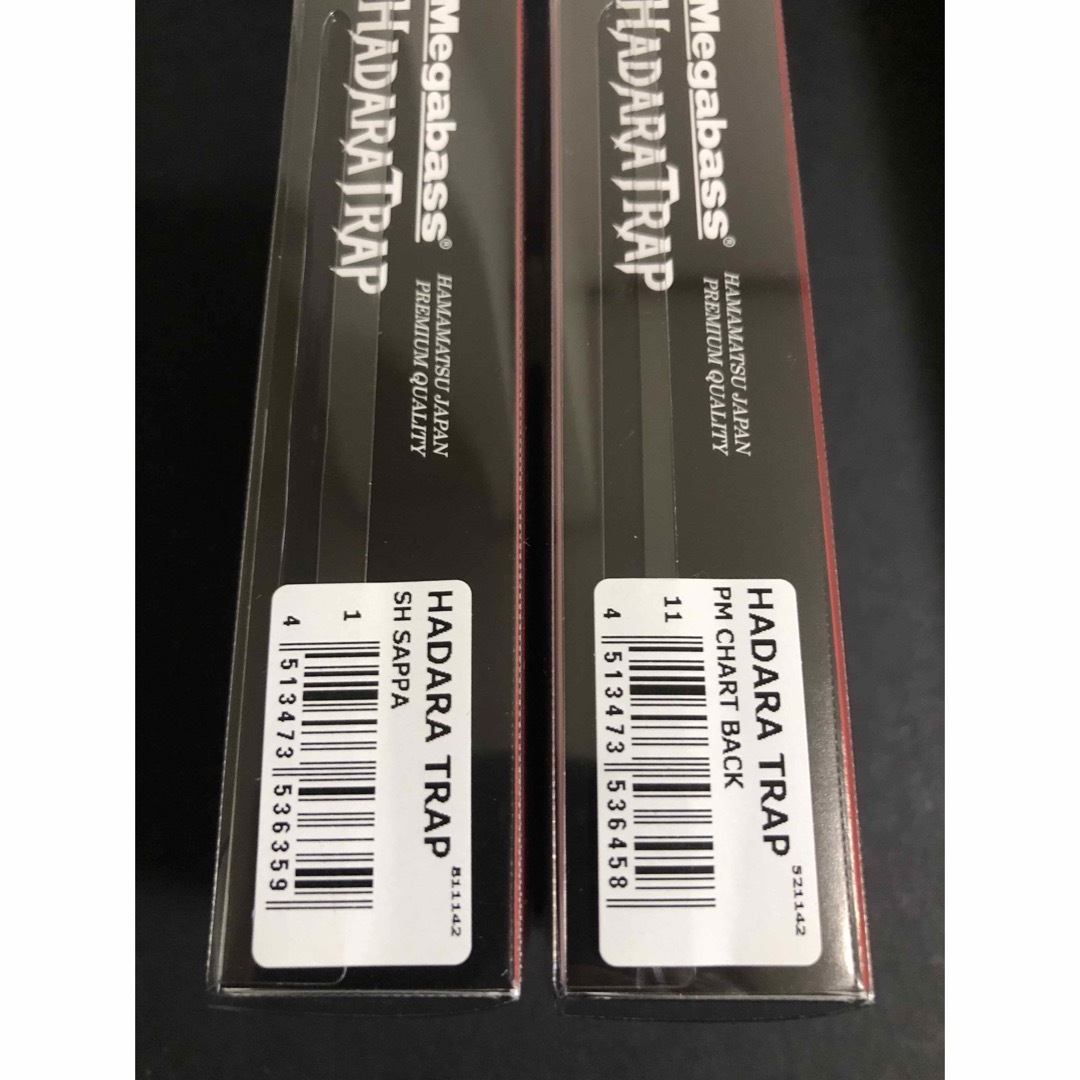 Megabass®
HADARA TRAP
HAMAMATSU JAPAN
PREMIUM QUALITY
HADARA TRAP
811142
SH SAPPA
1
4 513473 536359
Megabass®
HADARA TRAP
HAMAMATSU JAPAN
PREMIUM QUALITY
HADARA TRAP
521142
PM CHART BACK
11
4 513473 536458